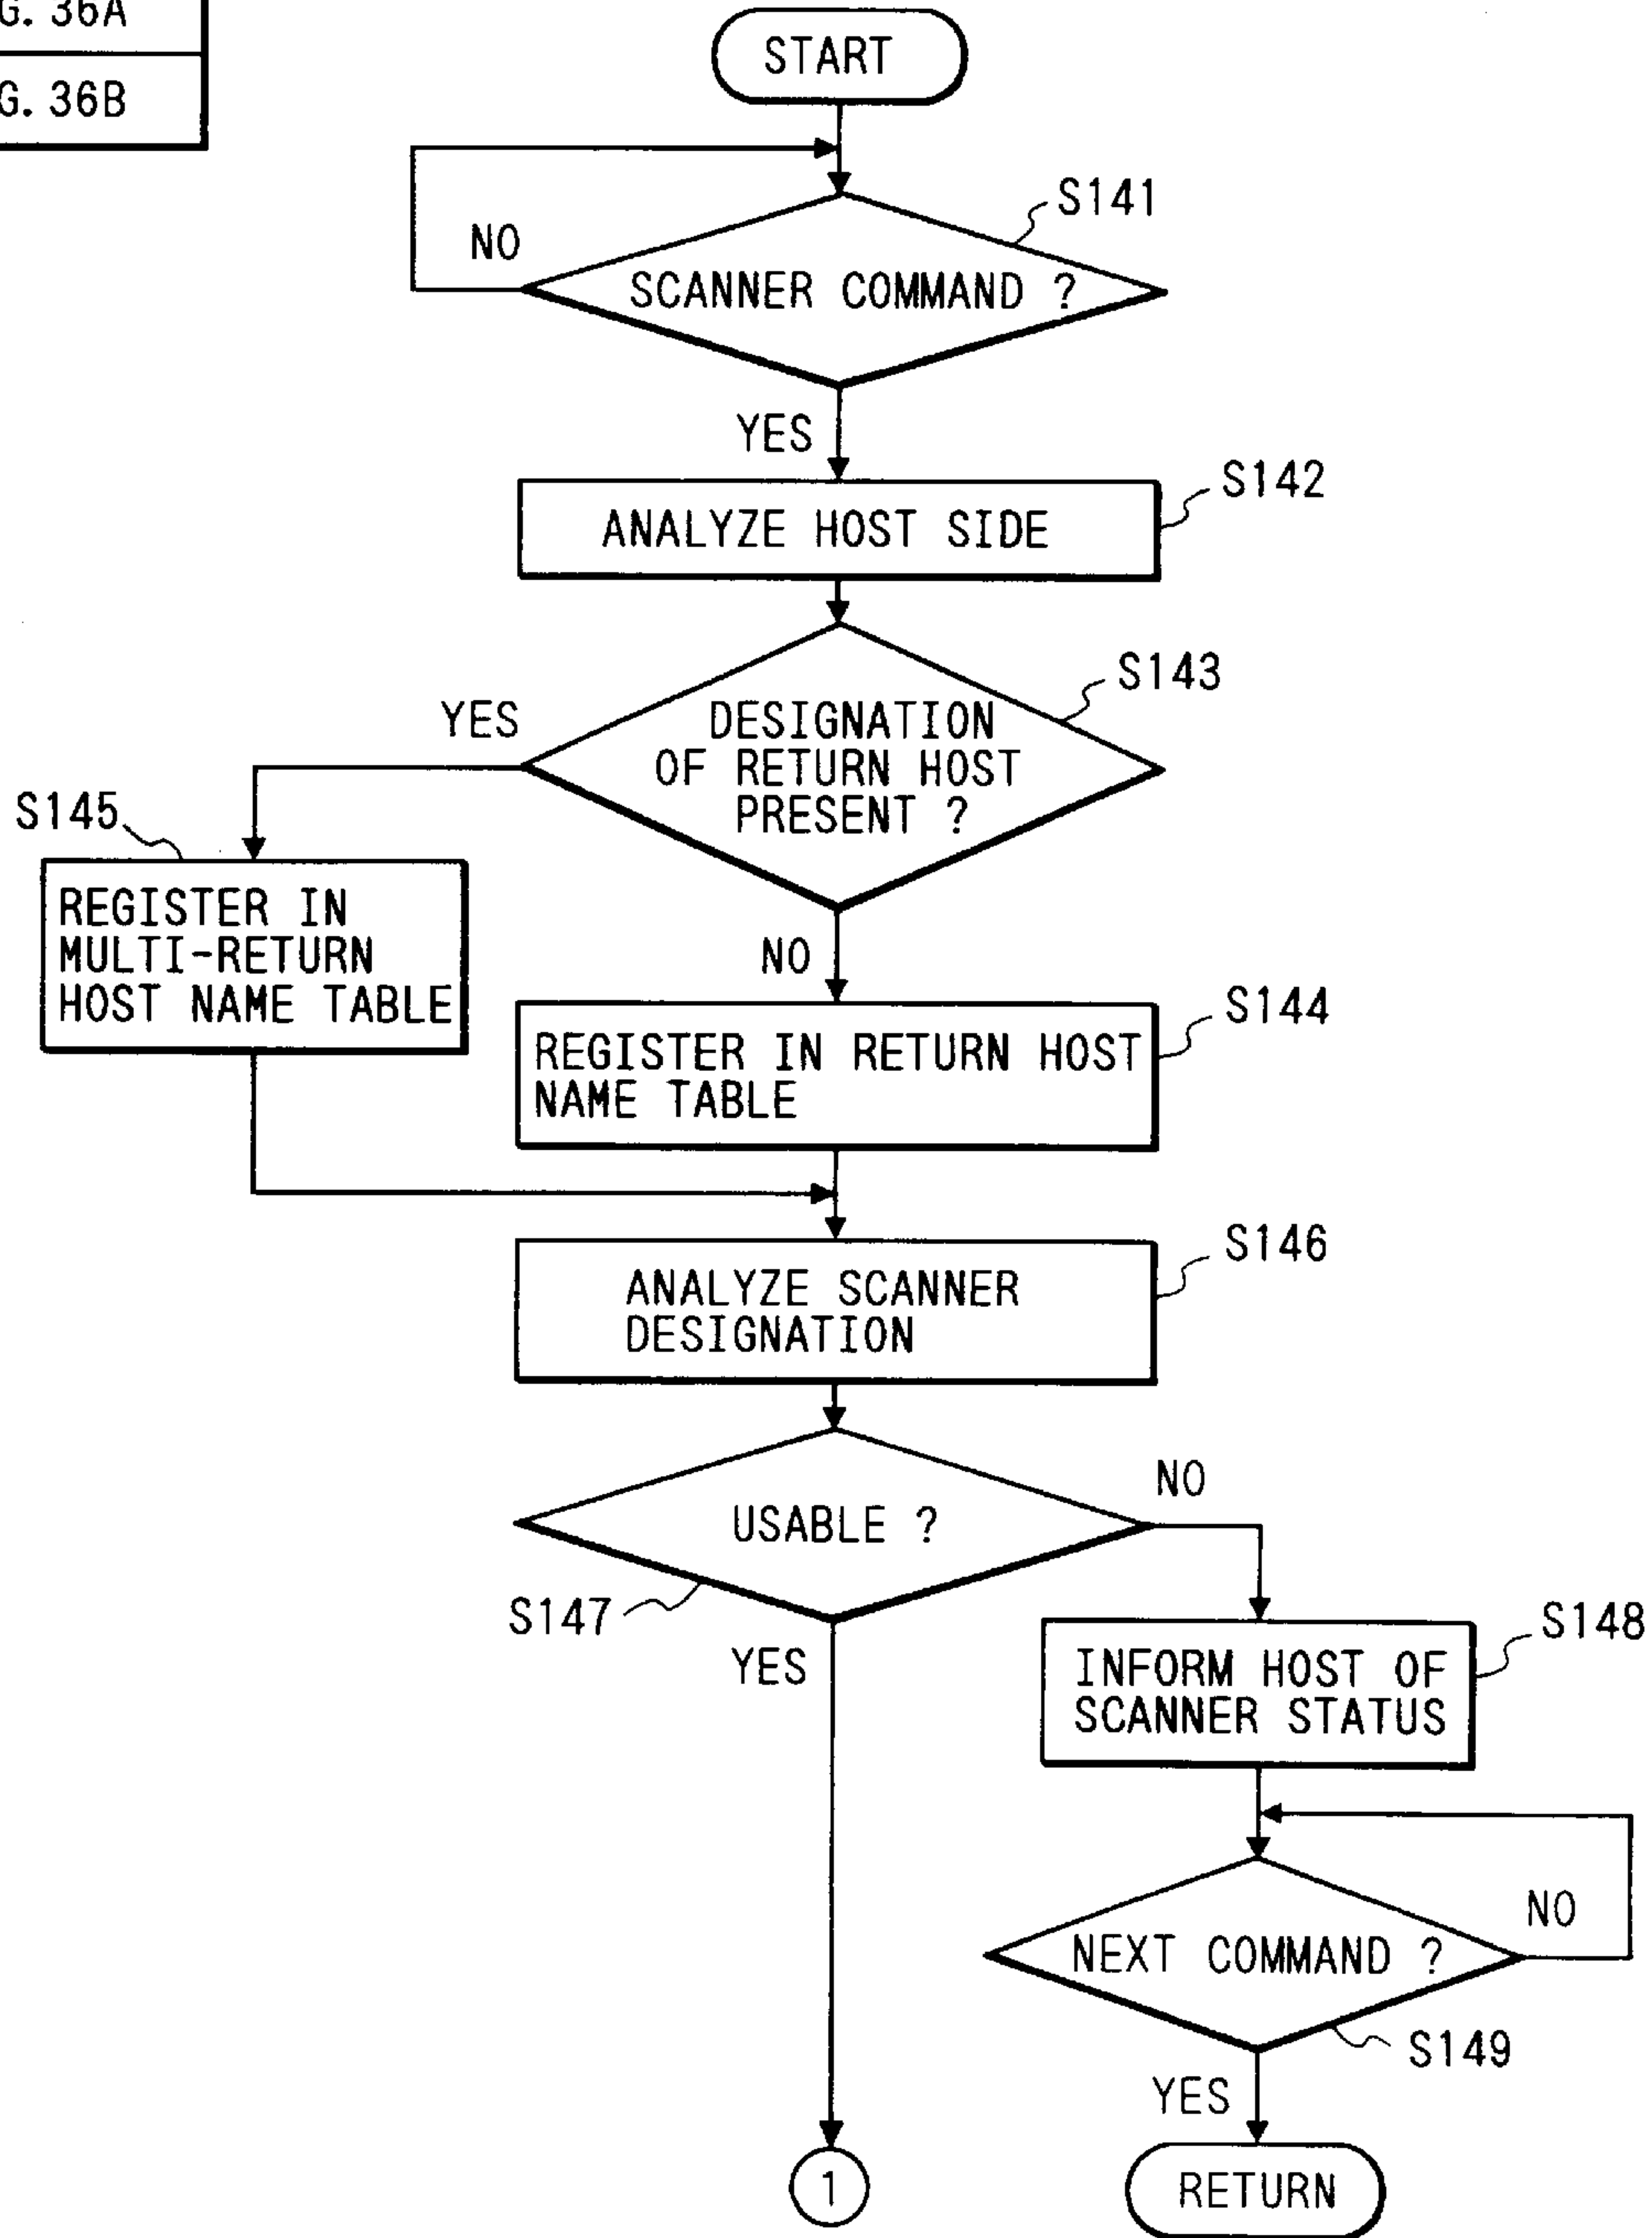 G. 36A
G. 36B
START
S141
NO
SCANNER COMMAND ?
YES
S142
ANALYZE HOST SIDE
S143
YES
DESIGNATION
OF RETURN HOST
PRESENT ?
S145
REGISTER IN
MULTI-RETURN
HOST NAME TABLE
NO
S144
REGISTER IN RETURN HOST
NAME TABLE
S146
ANALYZE SCANNER
DESIGNATION
NO
USABLE ?
S147
YES
S148
INFORM HOST OF
SCANNER STATUS
NO
NEXT COMMAND ?
S149
YES
1
RETURN